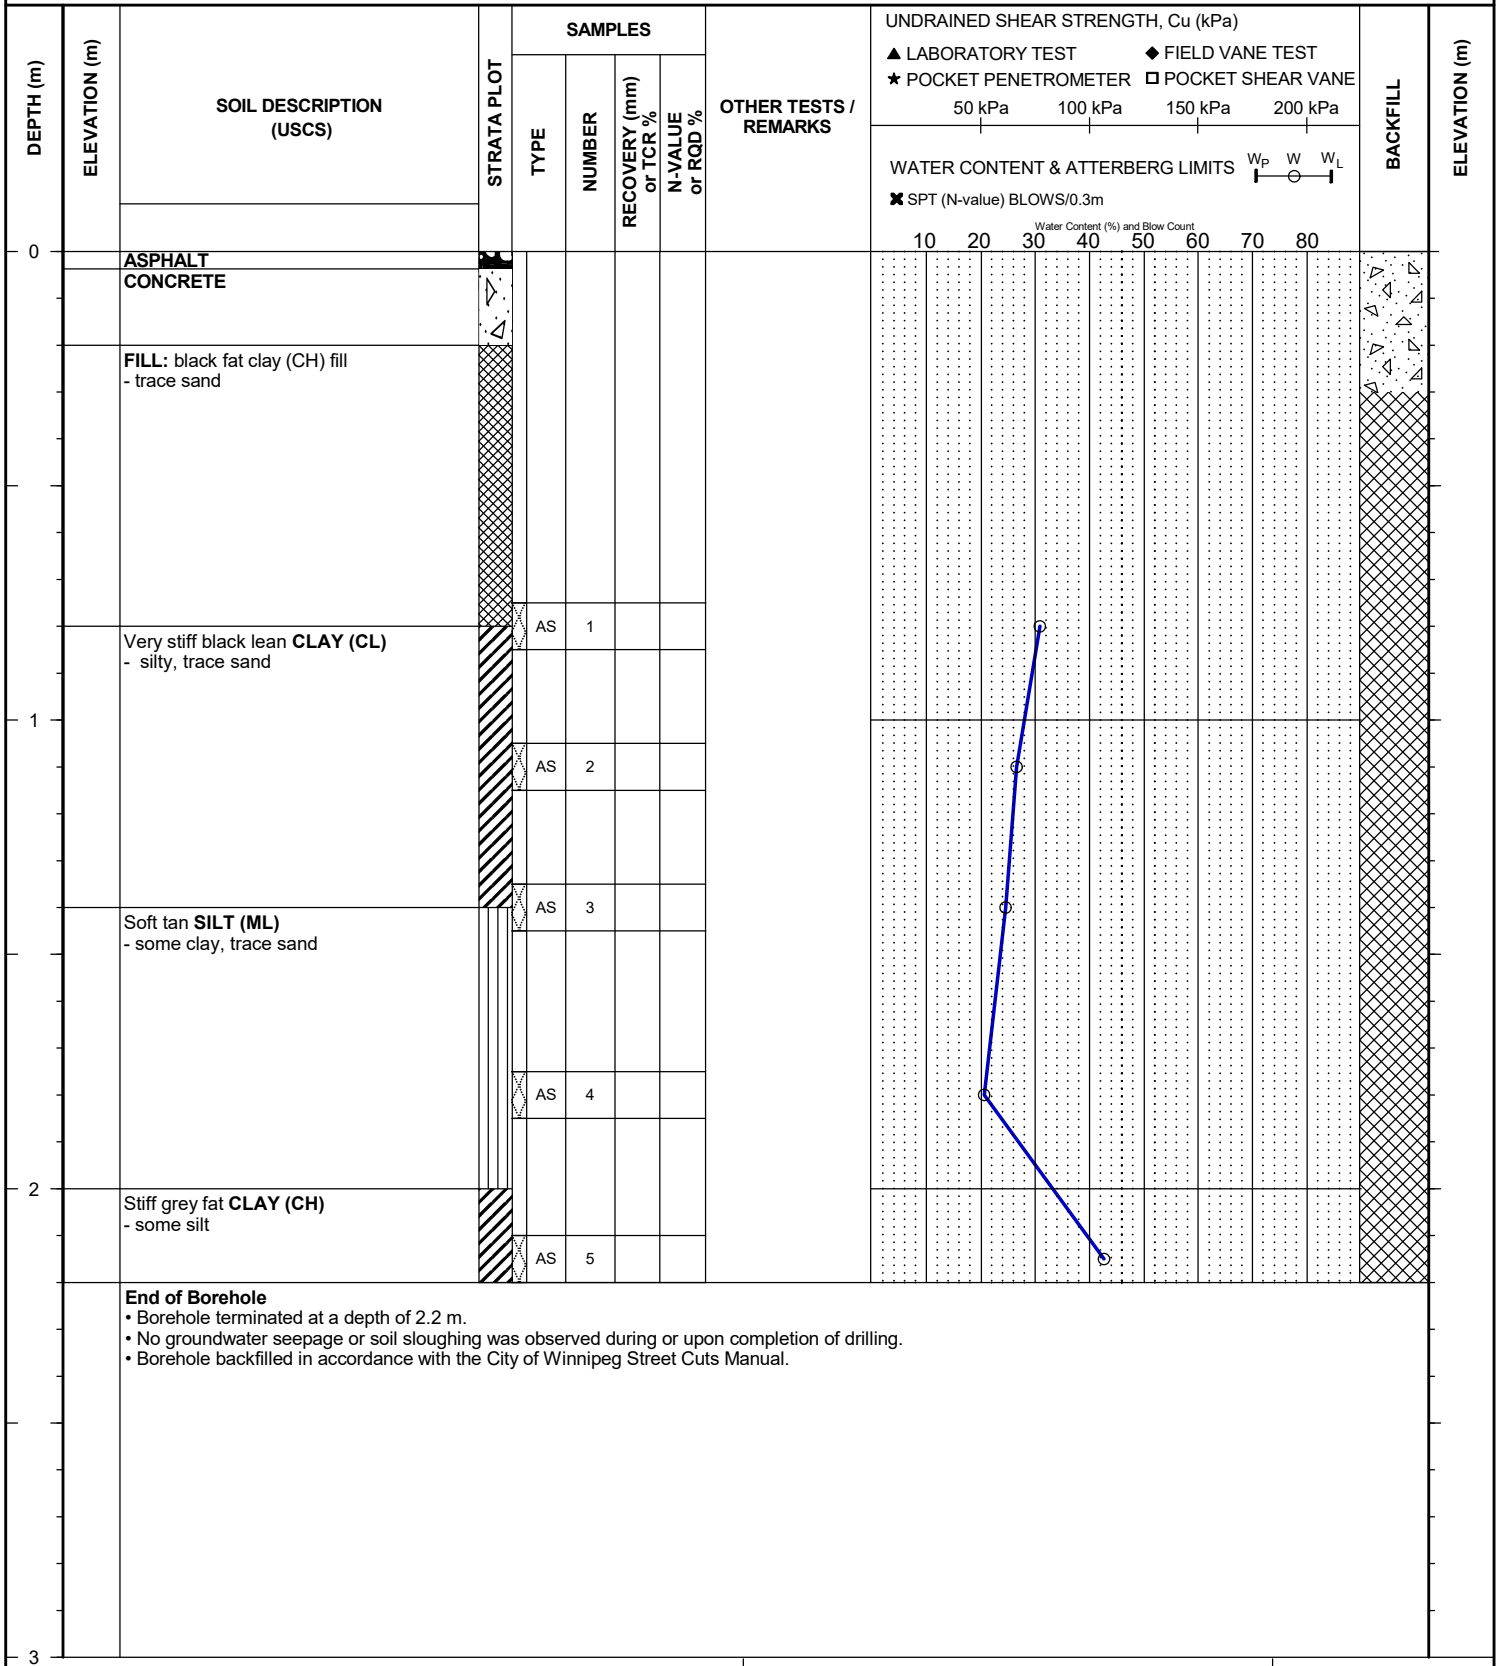 DEPTH (m)
ELEVATION (m)
SOIL DESCRIPTION
(USCS)
STRATA PLOT
SAMPLES
TYPE
NUMBER
RECOVERY (mm)
or TCR %
N-VALUE
or RQD %
OTHER TESTS /
REMARKS
UNDRAINED SHEAR STRENGTH, Cu (kPa)
▲ LABORATORY TEST ◆ FIELD VANE TEST
★ POCKET PENETROMETER □ POCKET SHEAR VANE
50 kPa 100 kPa 150 kPa 200 kPa
WATER CONTENT & ATTERBERG LIMITS WP W WL
✖ SPT (N-value) BLOWS/0.3m
Water Content (%) and Blow Count
10 20 30 40 50 60 70 80
BACKFILL
ELEVATION (m)
0
ASPHALT
CONCRETE
FILL: black fat clay (CH) fill
- trace sand
AS 1
Very stiff black lean CLAY (CL)
- silty, trace sand
1
AS 2
AS 3
Soft tan SILT (ML)
- some clay, trace sand
AS 4
2
Stiff grey fat CLAY (CH)
- some silt
AS 5
End of Borehole
• Borehole terminated at a depth of 2.2 m.
• No groundwater seepage or soil sloughing was observed during or upon completion of drilling.
• Borehole backfilled in accordance with the City of Winnipeg Street Cuts Manual.
3